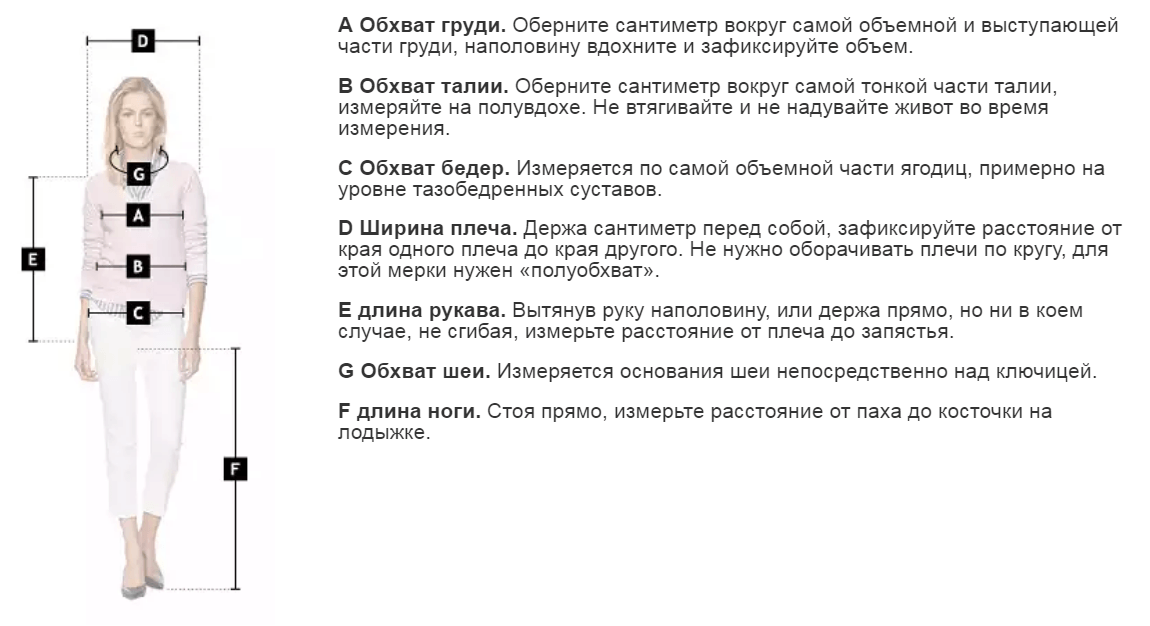 D
G
A
E
B
C
F
A Обхват груди. Оберните сантиметр вокруг самой объемной и выступающей
части груди, наполовину вдохните и зафиксируйте объем.
B Обхват талии. Оберните сантиметр вокруг самой тонкой части талии,
измеряйте на полувдохе. Не втягивайте и не надувайте живот во время
измерения.
C Обхват бедер. Измеряется по самой объемной части ягодиц, примерно на
уровне тазобедренных суставов.
D Ширина плеча. Держа сантиметр перед собой, зафиксируйте расстояние от
края одного плеча до края другого. Не нужно оборачивать плечи по кругу, для
этой мерки нужен «полуобхват».
E длина рукава. Вытянув руку наполовину, или держа прямо, но ни в коем
случае, не сгибая, измерьте расстояние от плеча до запястья.
G Обхват шеи. Измеряется основания шеи непосредственно над ключицей.
F длина ноги. Стоя прямо, измерьте расстояние от паха до косточки на
лодыжке.